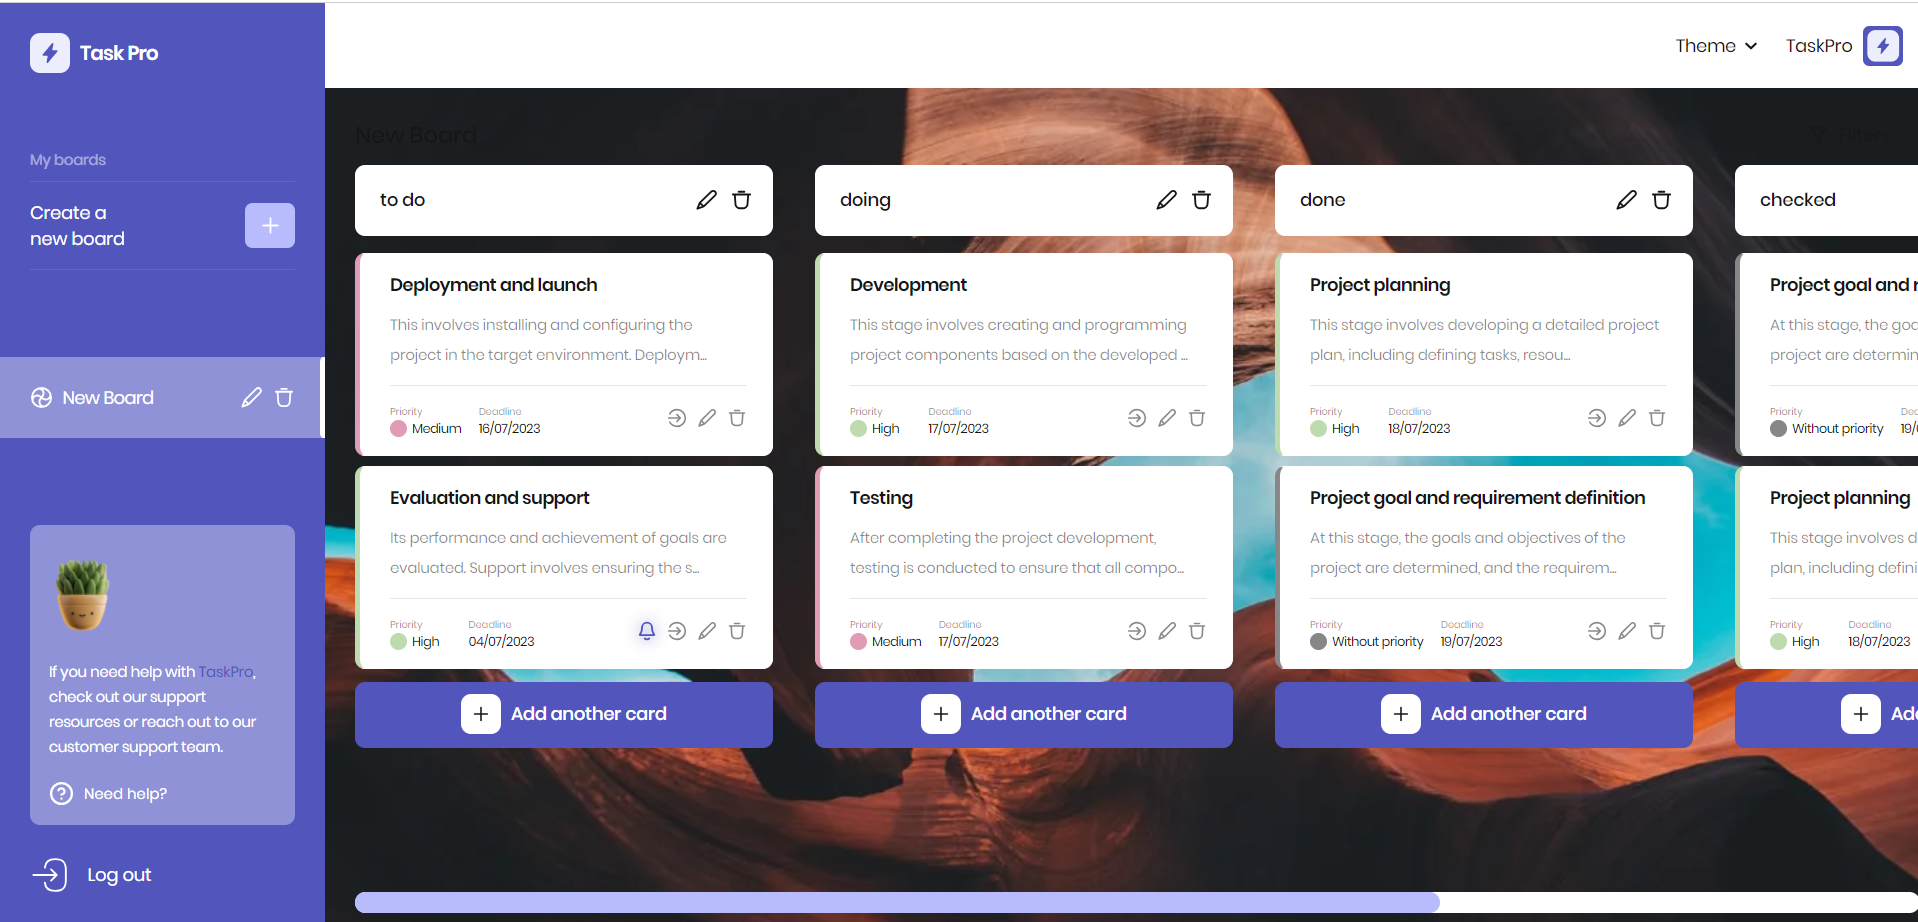 Task Pro
Theme
TaskPro
My boards
Create a
new board
New Board
If you need help with TaskPro,
check out our support
resources or reach out to our
customer support team.
Need help?
Log out
New Board
Filters
to do
Deployment and launch
This involves installing and configuring the
project in the target environment. Deploym...
Priority
Medium
Deadline
16/07/2023
Evaluation and support
Its performance and achievement of goals are
evaluated. Support involves ensuring the s...
Priority
High
Deadline
04/07/2023
Add another card
doing
Development
This stage involves creating and programming
project components based on the developed ...
Priority
High
Deadline
17/07/2023
Testing
After completing the project development,
testing is conducted to ensure that all compo...
Priority
Medium
Deadline
17/07/2023
Add another card
done
Project planning
This stage involves developing a detailed project
plan, including defining tasks, resou...
Priority
High
Deadline
18/07/2023
Project goal and requirement definition
At this stage, the goals and objectives of the
project are determined, and the requirem...
Priority
Without priority
Deadline
19/07/2023
Add another card
checked
Project goal and
At this stage, the
project are
Priority
Without priority
19/
Project planning
This stage involves
plan, including
Priority
High
Deadline
18/07/2023